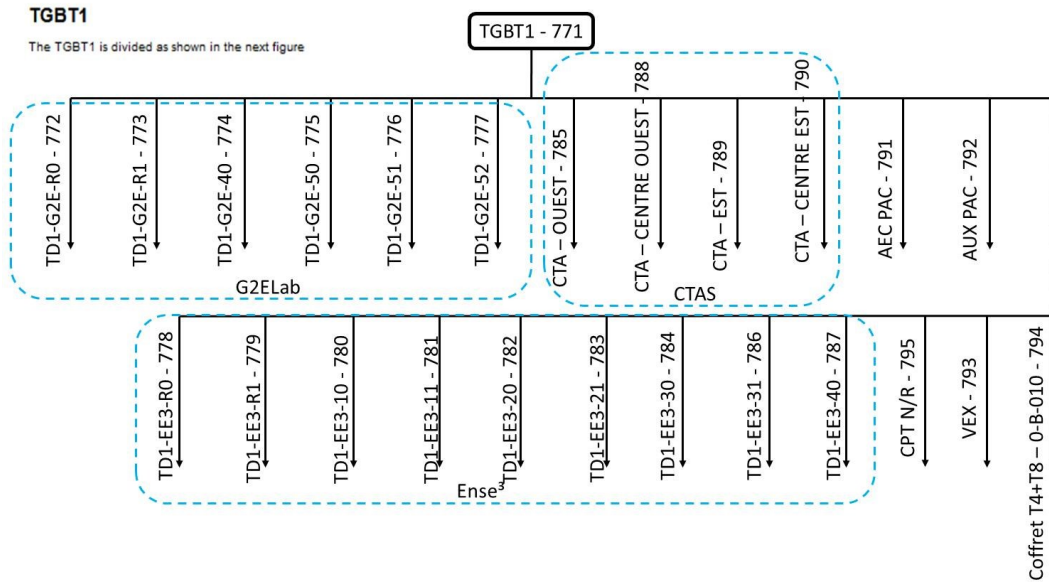 TGBT1
The TGBT1 is divided as shown in the next figure
TGBT1 - 771
TD1-G2E-R0 - 772
TD1-G2E-R1 - 773
TD1-G2E-40 - 774
TD1-G2E-50 - 775
TD1-G2E-51 - 776
TD1-G2E-52 - 777
CTA – OUEST - 785
CTA – CENTRE OUEST - 788
CTA – EST - 789
CTA – CENTRE EST - 790
AEC PAC - 791
AUX PAC - 792
G2ELab
CTAS
TD1-EE3-R0 - 778
TD1-EE3-R1 - 779
TD1-EE3-10 - 780
TD1-EE3-11 - 781
TD1-EE3-20 - 782
TD1-EE3-21 - 783
TD1-EE3-30 - 784
TD1-EE3-31 - 786
TD1-EE3-40 - 787
CPT N/R - 795
VEX - 793
Coffret T4+T8 – 0-B-010 - 794
Ense³